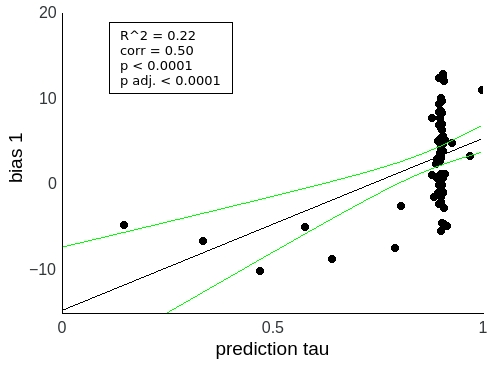 20
R^2 = 0.22
corr = 0.50
p < 0.0001
p adj. < 0.0001
10
bias 1
0
−10
0
0.5
1
prediction tau